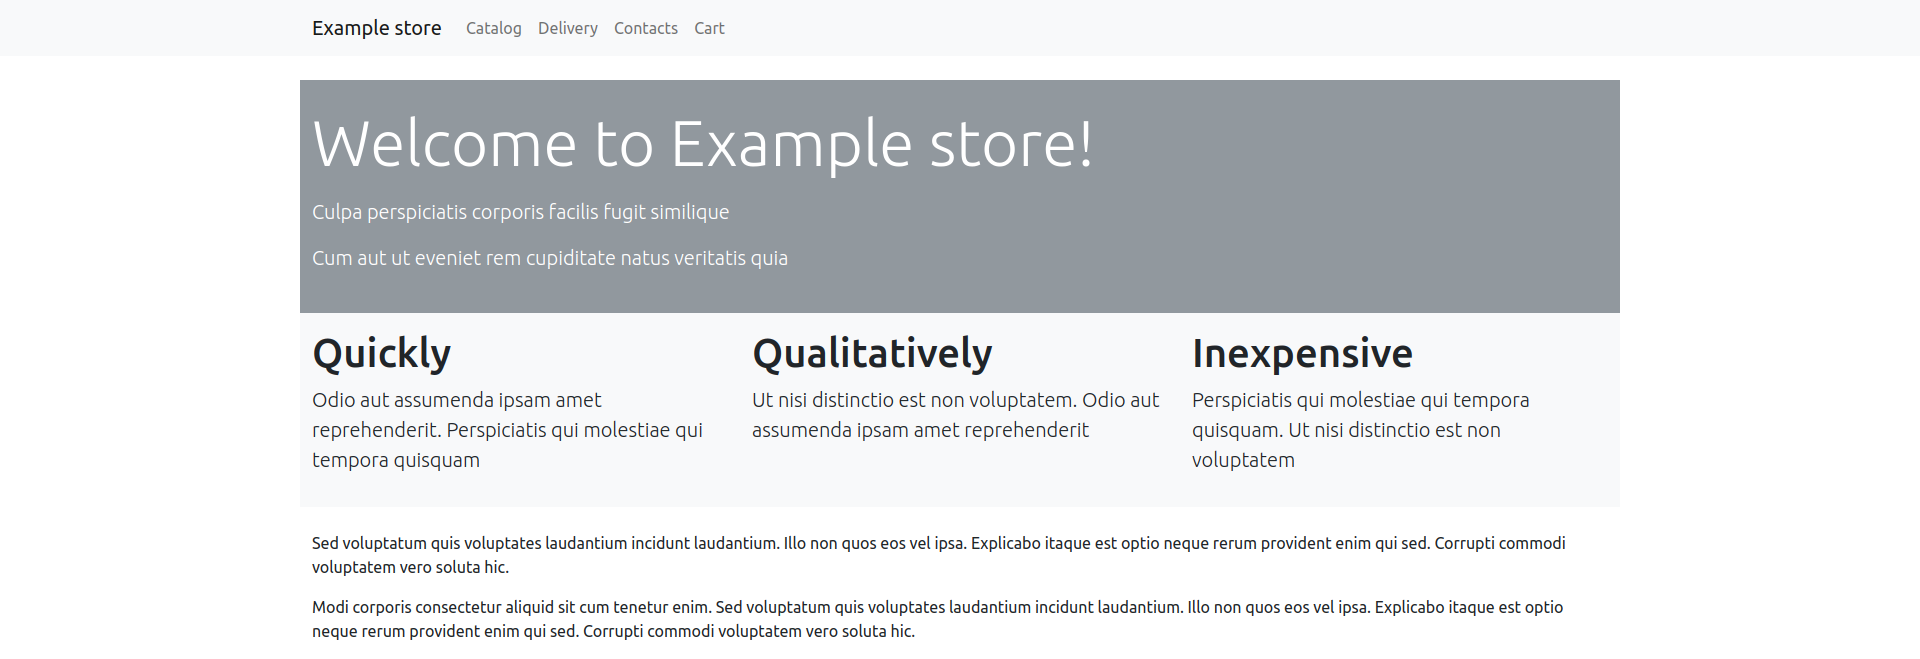 Example store Catalog Delivery Contacts Cart
Welcome to Example store!
Culpa perspiciatis corporis facilis fugit similique
Cum aut ut eveniet rem cupiditate natus veritatis quia
Quickly
Odio aut assumenda ipsam amet
reprehenderit. Perspiciatis qui molestiae qui
tempora quisquam
Qualitatively
Ut nisi distinctio est non voluptatem. Odio aut
assumenda ipsam amet reprehenderit
Inexpensive
Perspiciatis qui molestiae qui tempora
quisquam. Ut nisi distinctio est non
voluptatem
Sed voluptatum quis voluptates laudantium incidunt laudantium. Illo non quos eos vel ipsa. Explicabo itaque est optio neque rerum provident enim qui sed. Corrupti commodi
voluptatem vero soluta hic.
Modi corporis consectetur aliquid sit cum tenetur enim. Sed voluptatum quis voluptates laudantium incidunt laudantium. Illo non quos eos vel ipsa. Explicabo itaque est optio
neque rerum provident enim qui sed. Corrupti commodi voluptatem vero soluta hic.